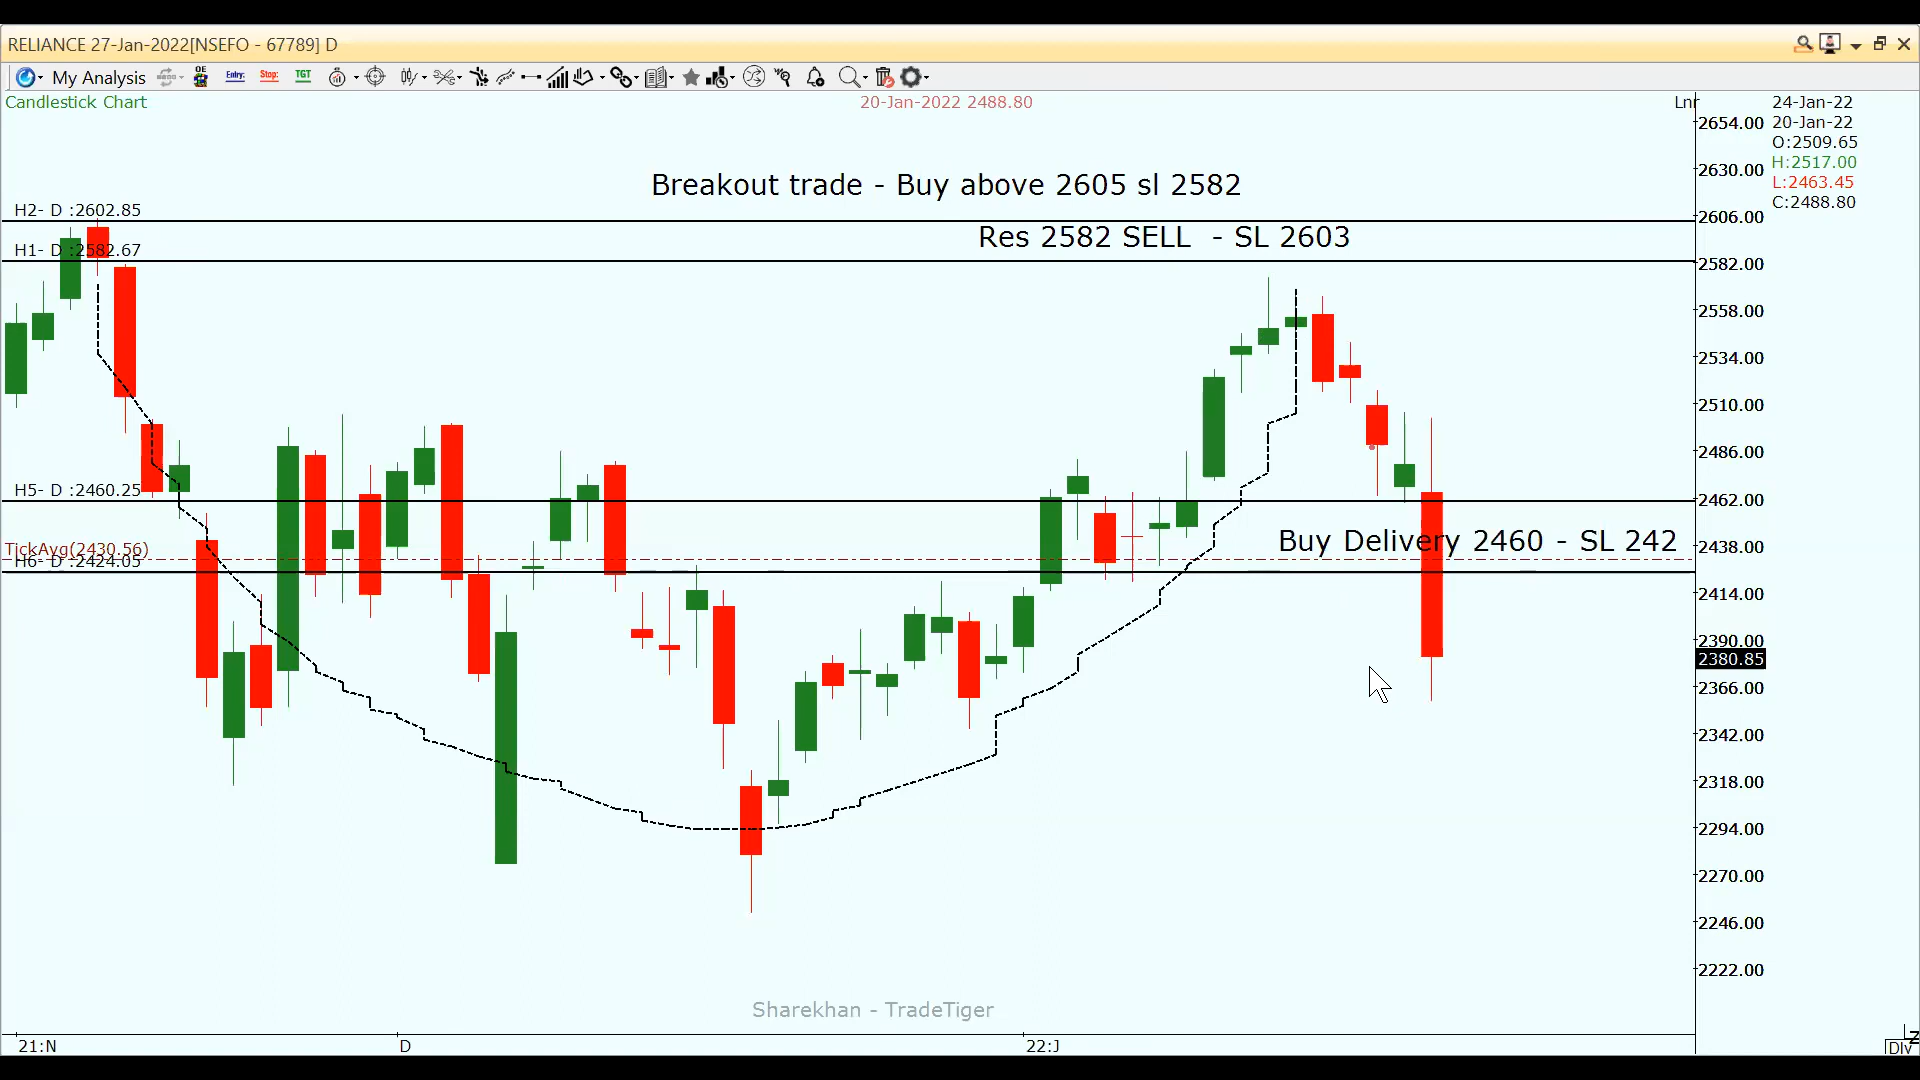 RELIANCE 27-Jan-2022[NSEFO - 67789] D
My Analysis
OE
Entry:
Stop:
TGT
Candlestick Chart
20-Jan-2022 2488.80
Lnr
24-Jan-22
20-Jan-22
O:2509.65
H:2517.00
L:2463.45
C:2488.80
2654.00
2630.00
2606.00
2582.00
2558.00
2534.00
2510.00
2486.00
2462.00
2438.00
2414.00
2390.00
2380.85
2366.00
2342.00
2318.00
2294.00
2270.00
2246.00
2222.00
Breakout trade - Buy above 2605 sl 2582
H2- D :2602.85
Res 2582 SELL - SL 2603
H1- D :2582.67
H5- D :2460.25
Buy Delivery 2460 - SL 242
TickAvg(2430.56)
H6- D :2424.05
Sharekhan - TradeTiger
21:N
D
22:J